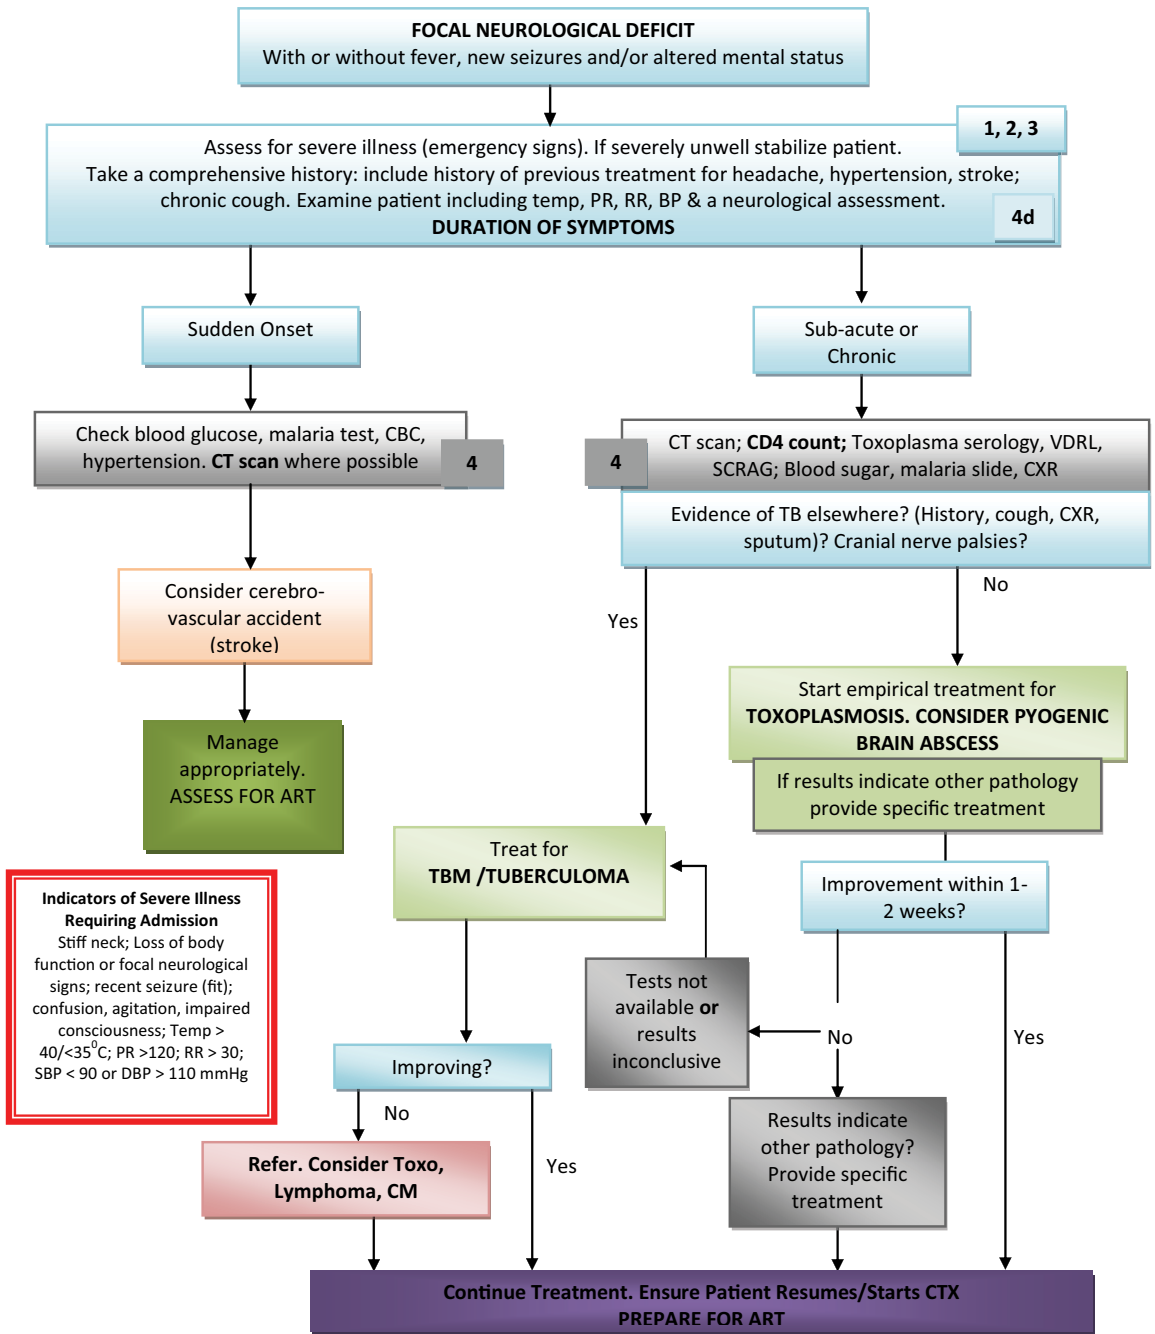 FOCAL NEUROLOGICAL DEFICIT
With or without fever, new seizures and/or altered mental status
1, 2, 3
Assess for severe illness (emergency signs). If severely unwell stabilize patient.
Take a comprehensive history: include history of previous treatment for headache, hypertension, stroke;
chronic cough. Examine patient including temp, PR, RR, BP & a neurological assessment.
DURATION OF SYMPTOMS
4d
Sudden Onset
Sub-acute or
Chronic
Check blood glucose, malaria test, CBC,
hypertension. CT scan where possible
4
4
CT scan; CD4 count; Toxoplasma serology, VDRL,
SCRAG; Blood sugar, malaria slide, CXR
Evidence of TB elsewhere? (History, cough, CXR,
sputum)? Cranial nerve palsies?
Consider cerebro-
vascular accident
(stroke)
Yes
No
Manage
appropriately.
ASSESS FOR ART
Start empirical treatment for
TOXOPLASMOSIS. CONSIDER PYOGENIC
BRAIN ABSCESS
If results indicate other pathology
provide specific treatment
Treat for
TBM /TUBERCULOMA
Improvement within 1-
2 weeks?
Indicators of Severe Illness
Requiring Admission
Stiff neck; Loss of body
function or focal neurological
signs; recent seizure (fit);
confusion, agitation, impaired
consciousness; Temp >
40/<35⁰C; PR >120; RR > 30;
SBP < 90 or DBP > 110 mmHg
Tests not
available or
results
inconclusive
No
Yes
Improving?
No
Yes
Refer. Consider Toxo,
Lymphoma, CM
Results indicate
other pathology?
Provide specific
treatment
Continue Treatment. Ensure Patient Resumes/Starts CTX
PREPARE FOR ART